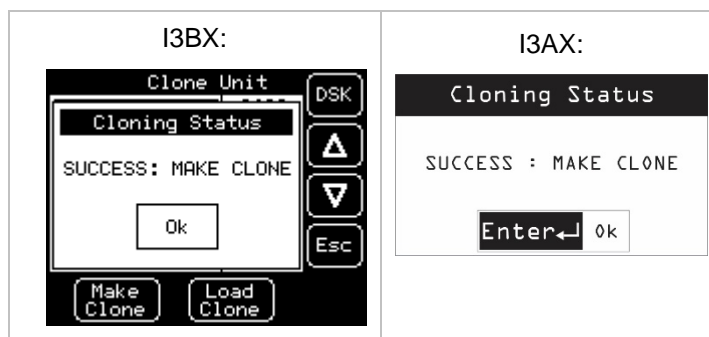 I3BX:
Clone Unit
DSK
Cloning Status
SUCCESS: MAKE CLONE
Ok
Esc
Make Clone
Load Clone
I3AX:
Cloning Status
SUCCESS : MAKE CLONE
Enter↵ Ok